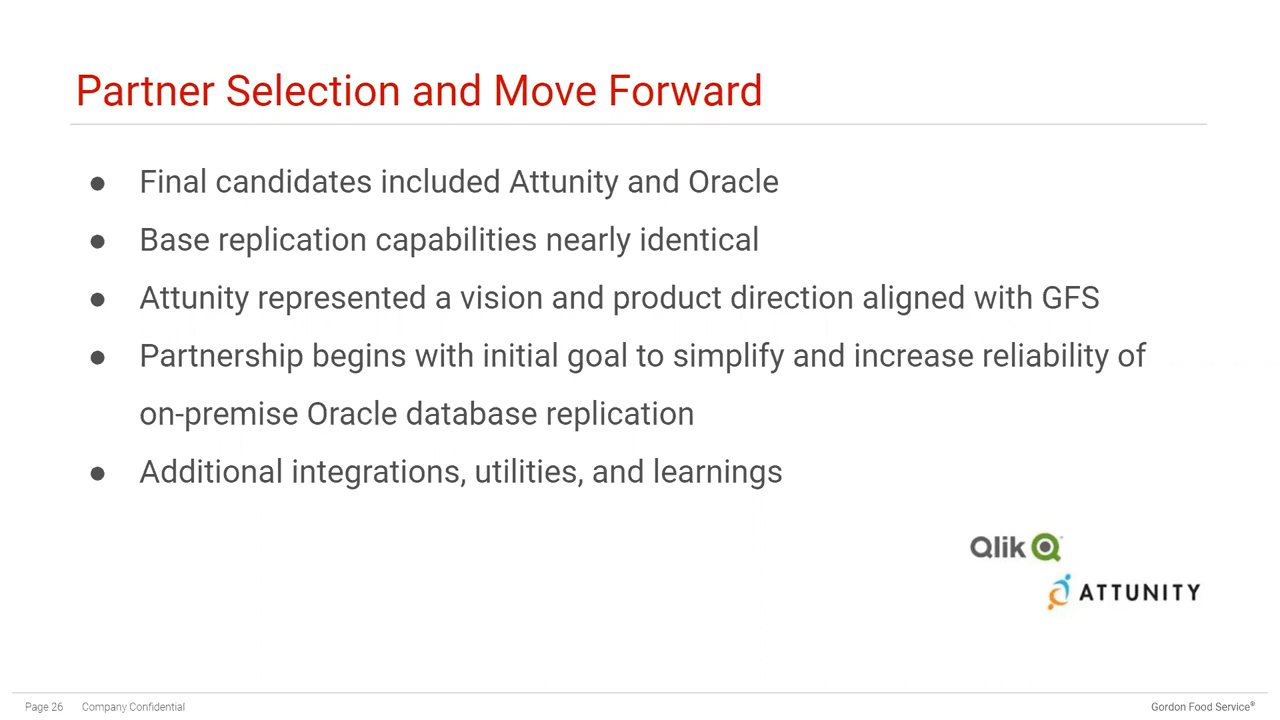 Partner Selection and Move Forward
● Final candidates included Attunity and Oracle
● Base replication capabilities nearly identical
● Attunity represented a vision and product direction aligned with GFS
● Partnership begins with initial goal to simplify and increase reliability of
on-premise Oracle database replication
● Additional integrations, utilities, and learnings
Qlik
ATTUNITY
Page 26 Company Confidential Gordon Food Service®